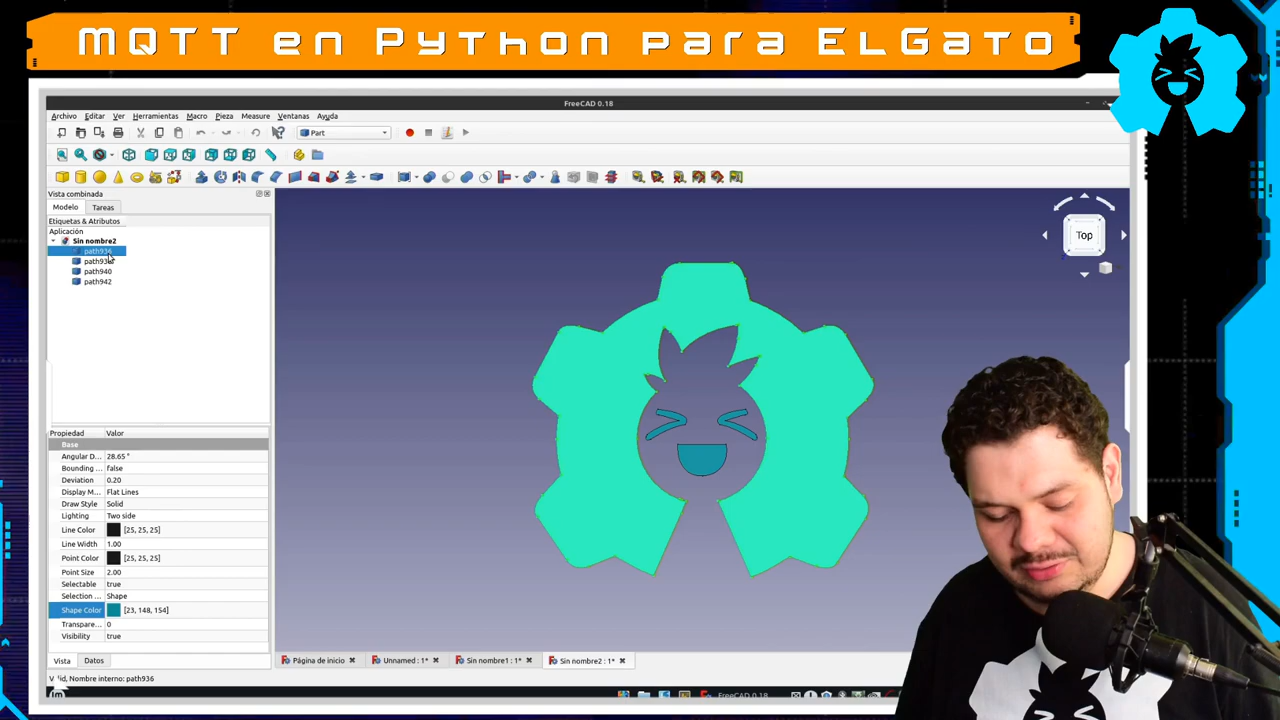 MQTT en Python para ElGato
FreeCAD 0.18
Archivo Editar Ver Herramientas Macro Pieza Measure Ventanas Ayuda
Part
Vista combinada
Modelo Tareas
Etiquetas & Atributos
Aplicación
Sin nombre2
path936
path940
path942
Top
Propiedad Valor
Base
Angular D... 28.65 °
Bounding ... false
Deviation 0.20
Display M... Flat Lines
Draw Style Solid
Lighting Two side
Line Color [25, 25, 25]
Line Width 1.00
Point Color [25, 25, 25]
Point Size 2.00
Selectable true
Selection ... Shape
Shape Color [23, 148, 154]
Transpare... 0
Visibility true
Vista Datos
Página de inicio Unnamed : 1* Sin nombre1 : 1* Sin nombre2 : 1*
Nombre interno: path936
FreeCAD 0.18